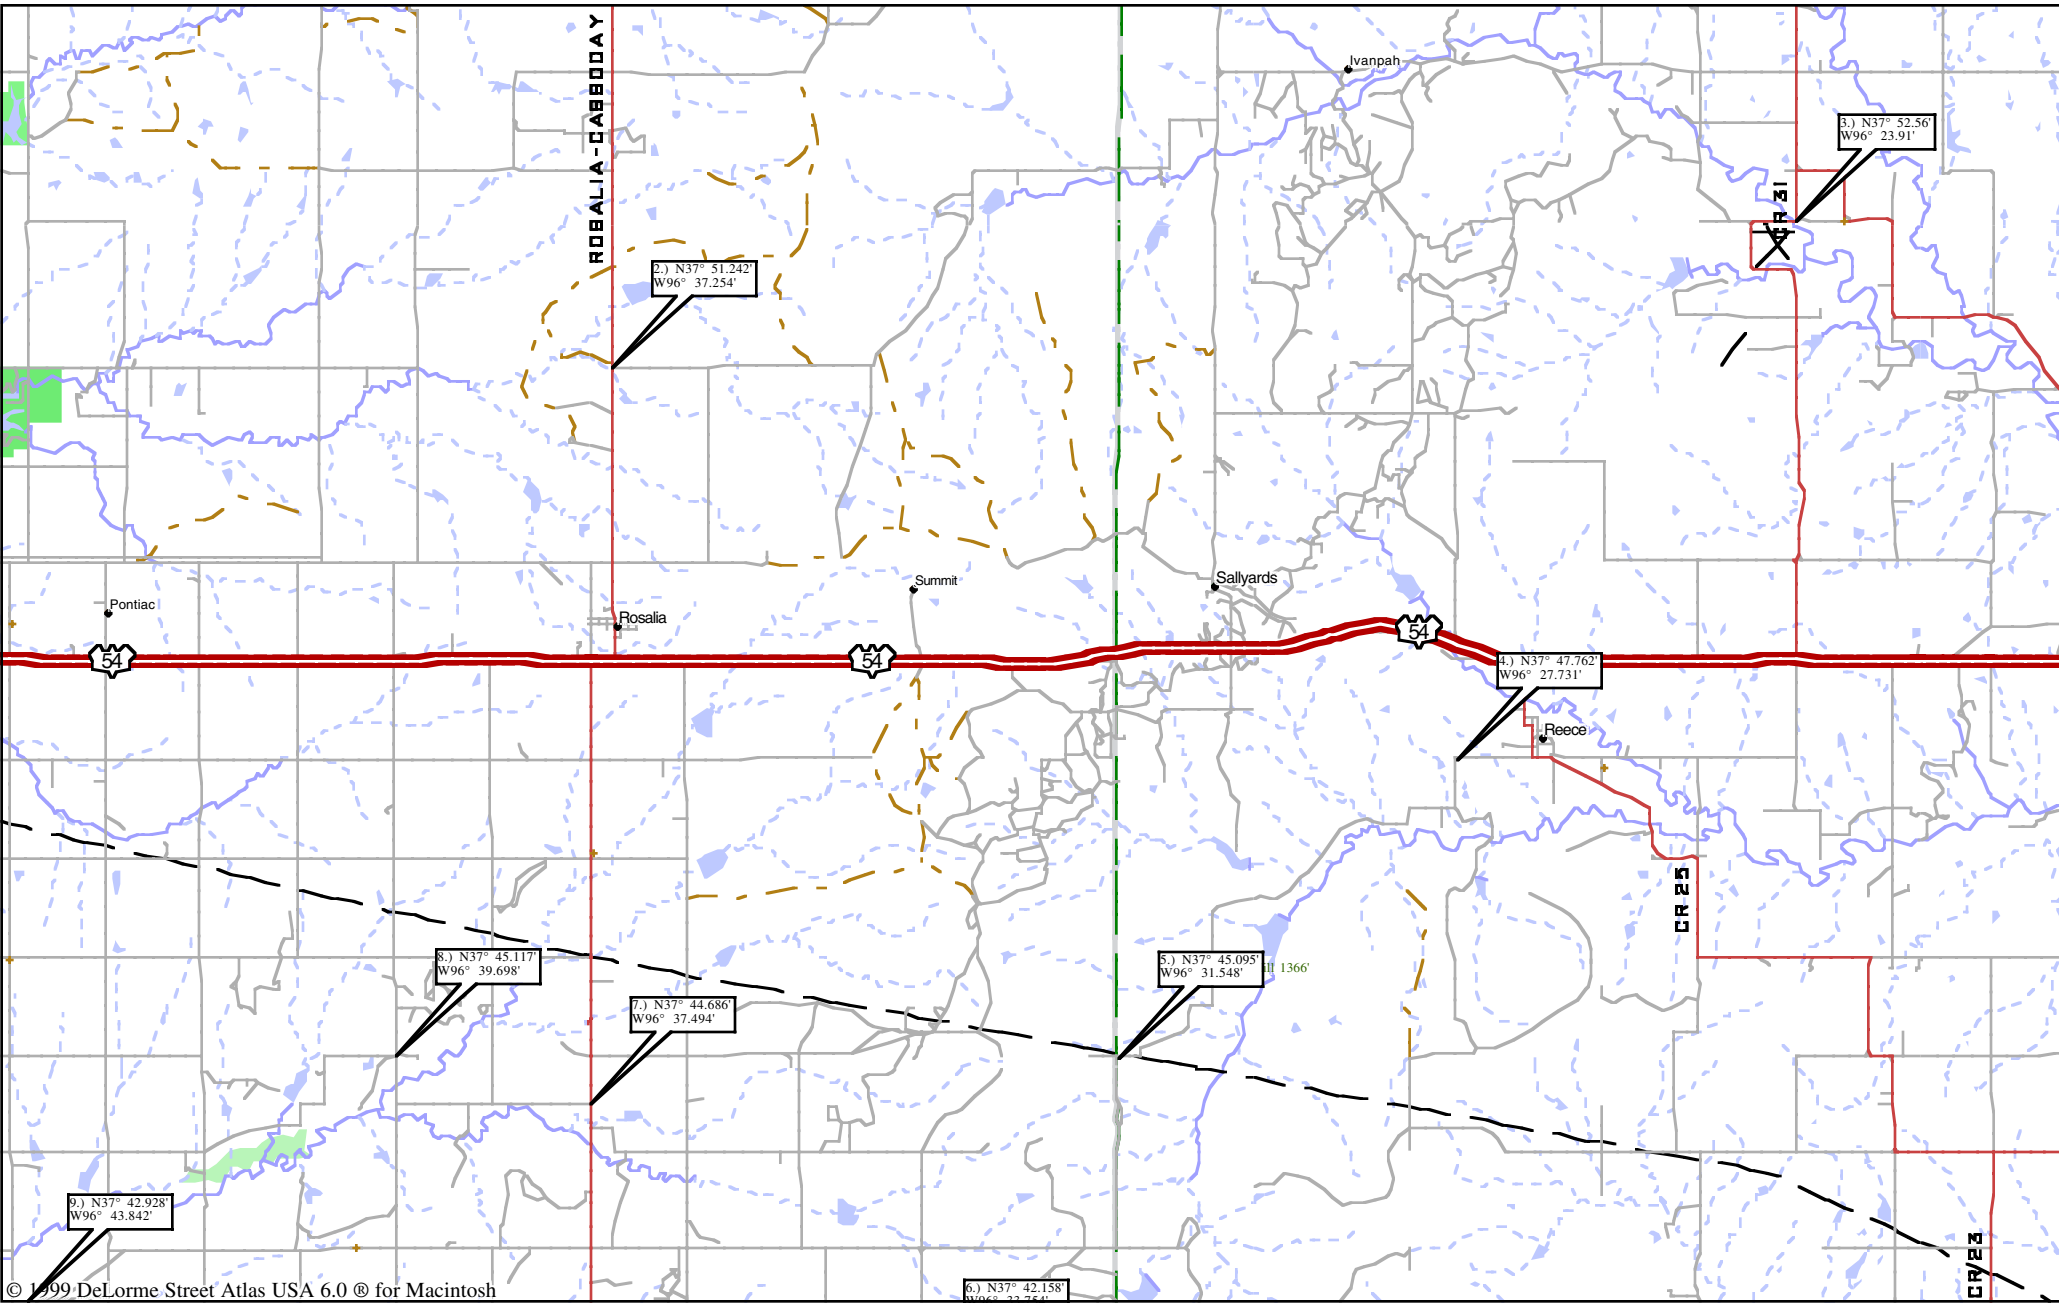 ROSALIA-CASSODAY
Ivanpah
3.) N37° 52.56'
W96° 23.91'
CR 31
2.) N37° 51.242'
W96° 37.254'
Pontiac
Rosalia
Summit
Sallyards
54
54
54
4.) N37° 47.762'
W96° 27.731'
Reece
CR 25
8.) N37° 45.117'
W96° 39.698'
7.) N37° 44.686'
W96° 37.494'
5.) N37° 45.095'
W96° 31.548'
ill 1366'
9.) N37° 42.928'
W96° 43.842'
6.) N37° 42.158'
W96° 33.754'
CR 23
© 1999 DeLorme Street Atlas USA 6.0 ® for Macintosh